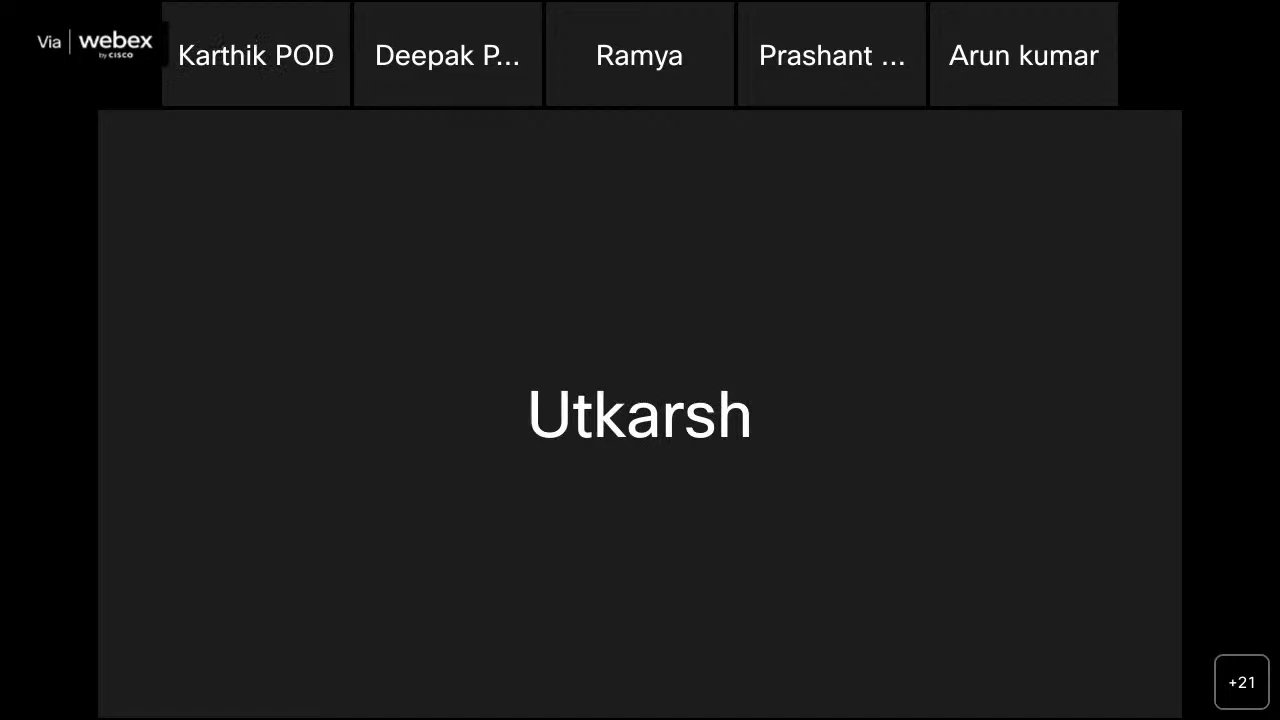 Via | webex
by CISCO
Karthik POD
Deepak P...
Ramya
Prashant ...
Arun kumar
Utkarsh
+21